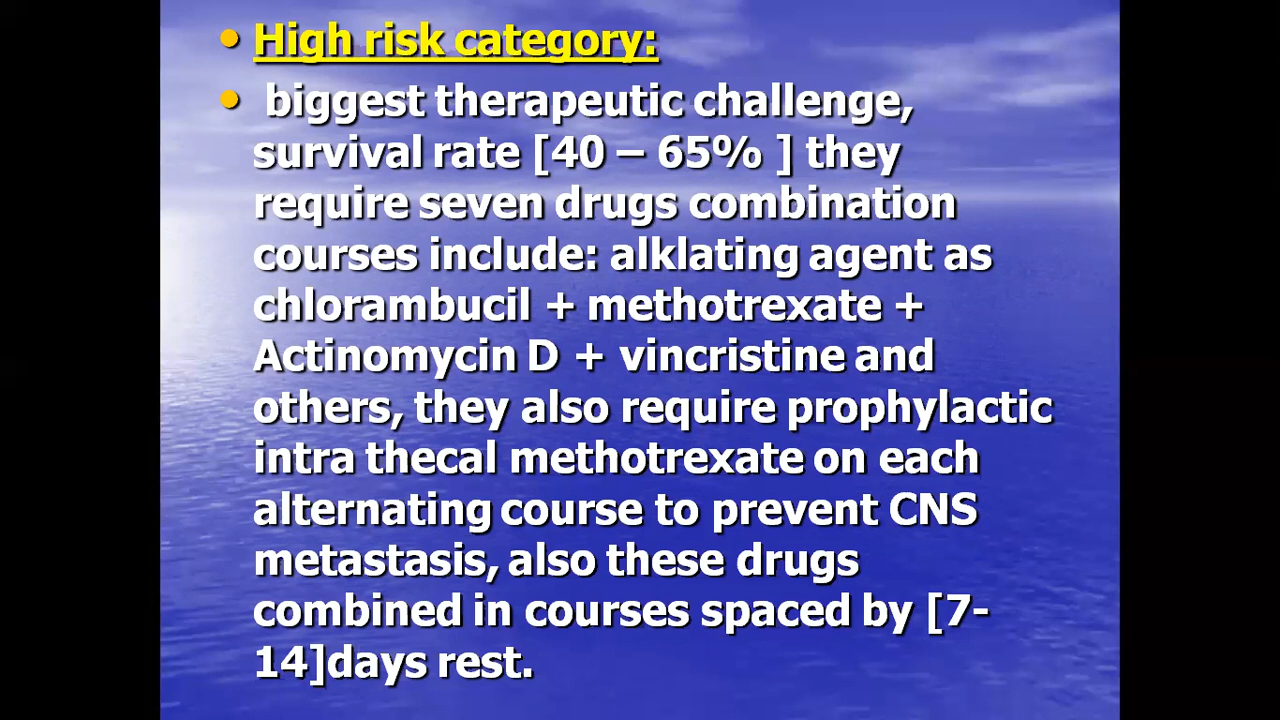 • High risk category:
• biggest therapeutic challenge,
survival rate [40 – 65% ] they
require seven drugs combination
courses include: alklating agent as
chlorambucil + methotrexate +
Actinomycin D + vincristine and
others, they also require prophylactic
intra thecal methotrexate on each
alternating course to prevent CNS
metastasis, also these drugs
combined in courses spaced by [7-
14]days rest.